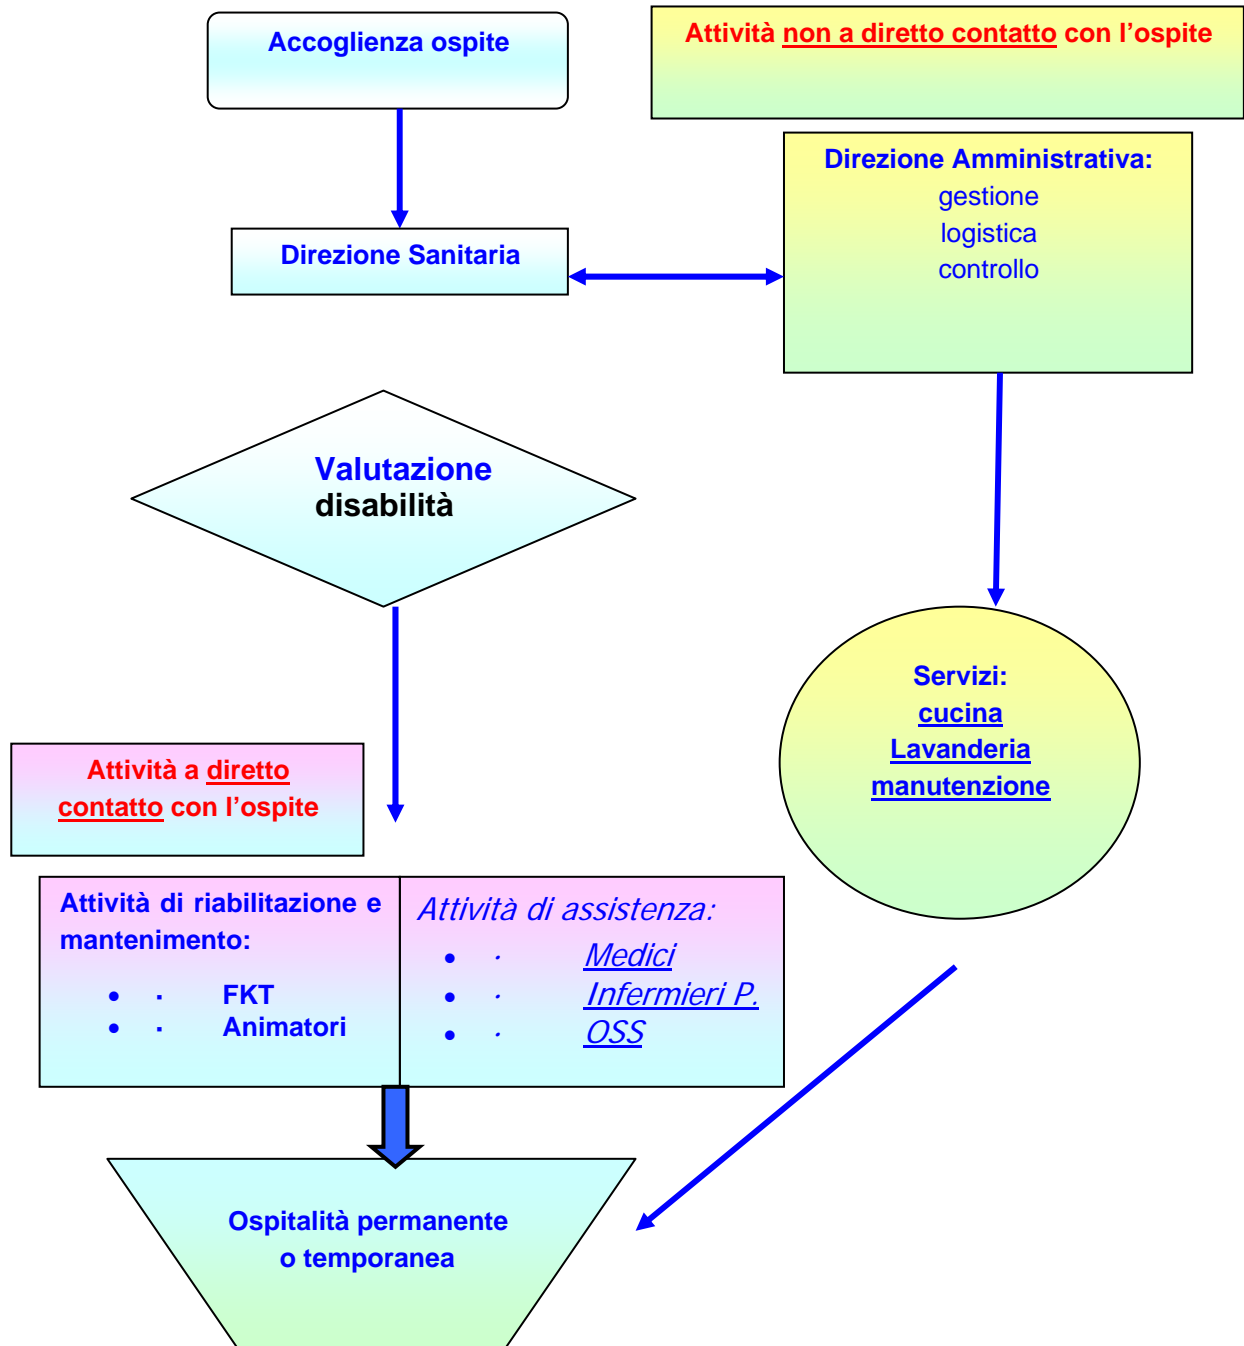 Accoglienza ospite
Attività non a diretto contatto con l’ospite
Direzione Amministrativa:
gestione
logistica
controllo
Direzione Sanitaria
Valutazione
disabilità
Servizi:
cucina
Lavanderia
manutenzione
Attività a diretto
contatto con l’ospite
Attività di riabilitazione e
mantenimento:
• · FKT
• · Animatori
Attività di assistenza:
• · Medici
• · Infermieri P.
• · OSS
Ospitalità permanente
o temporanea